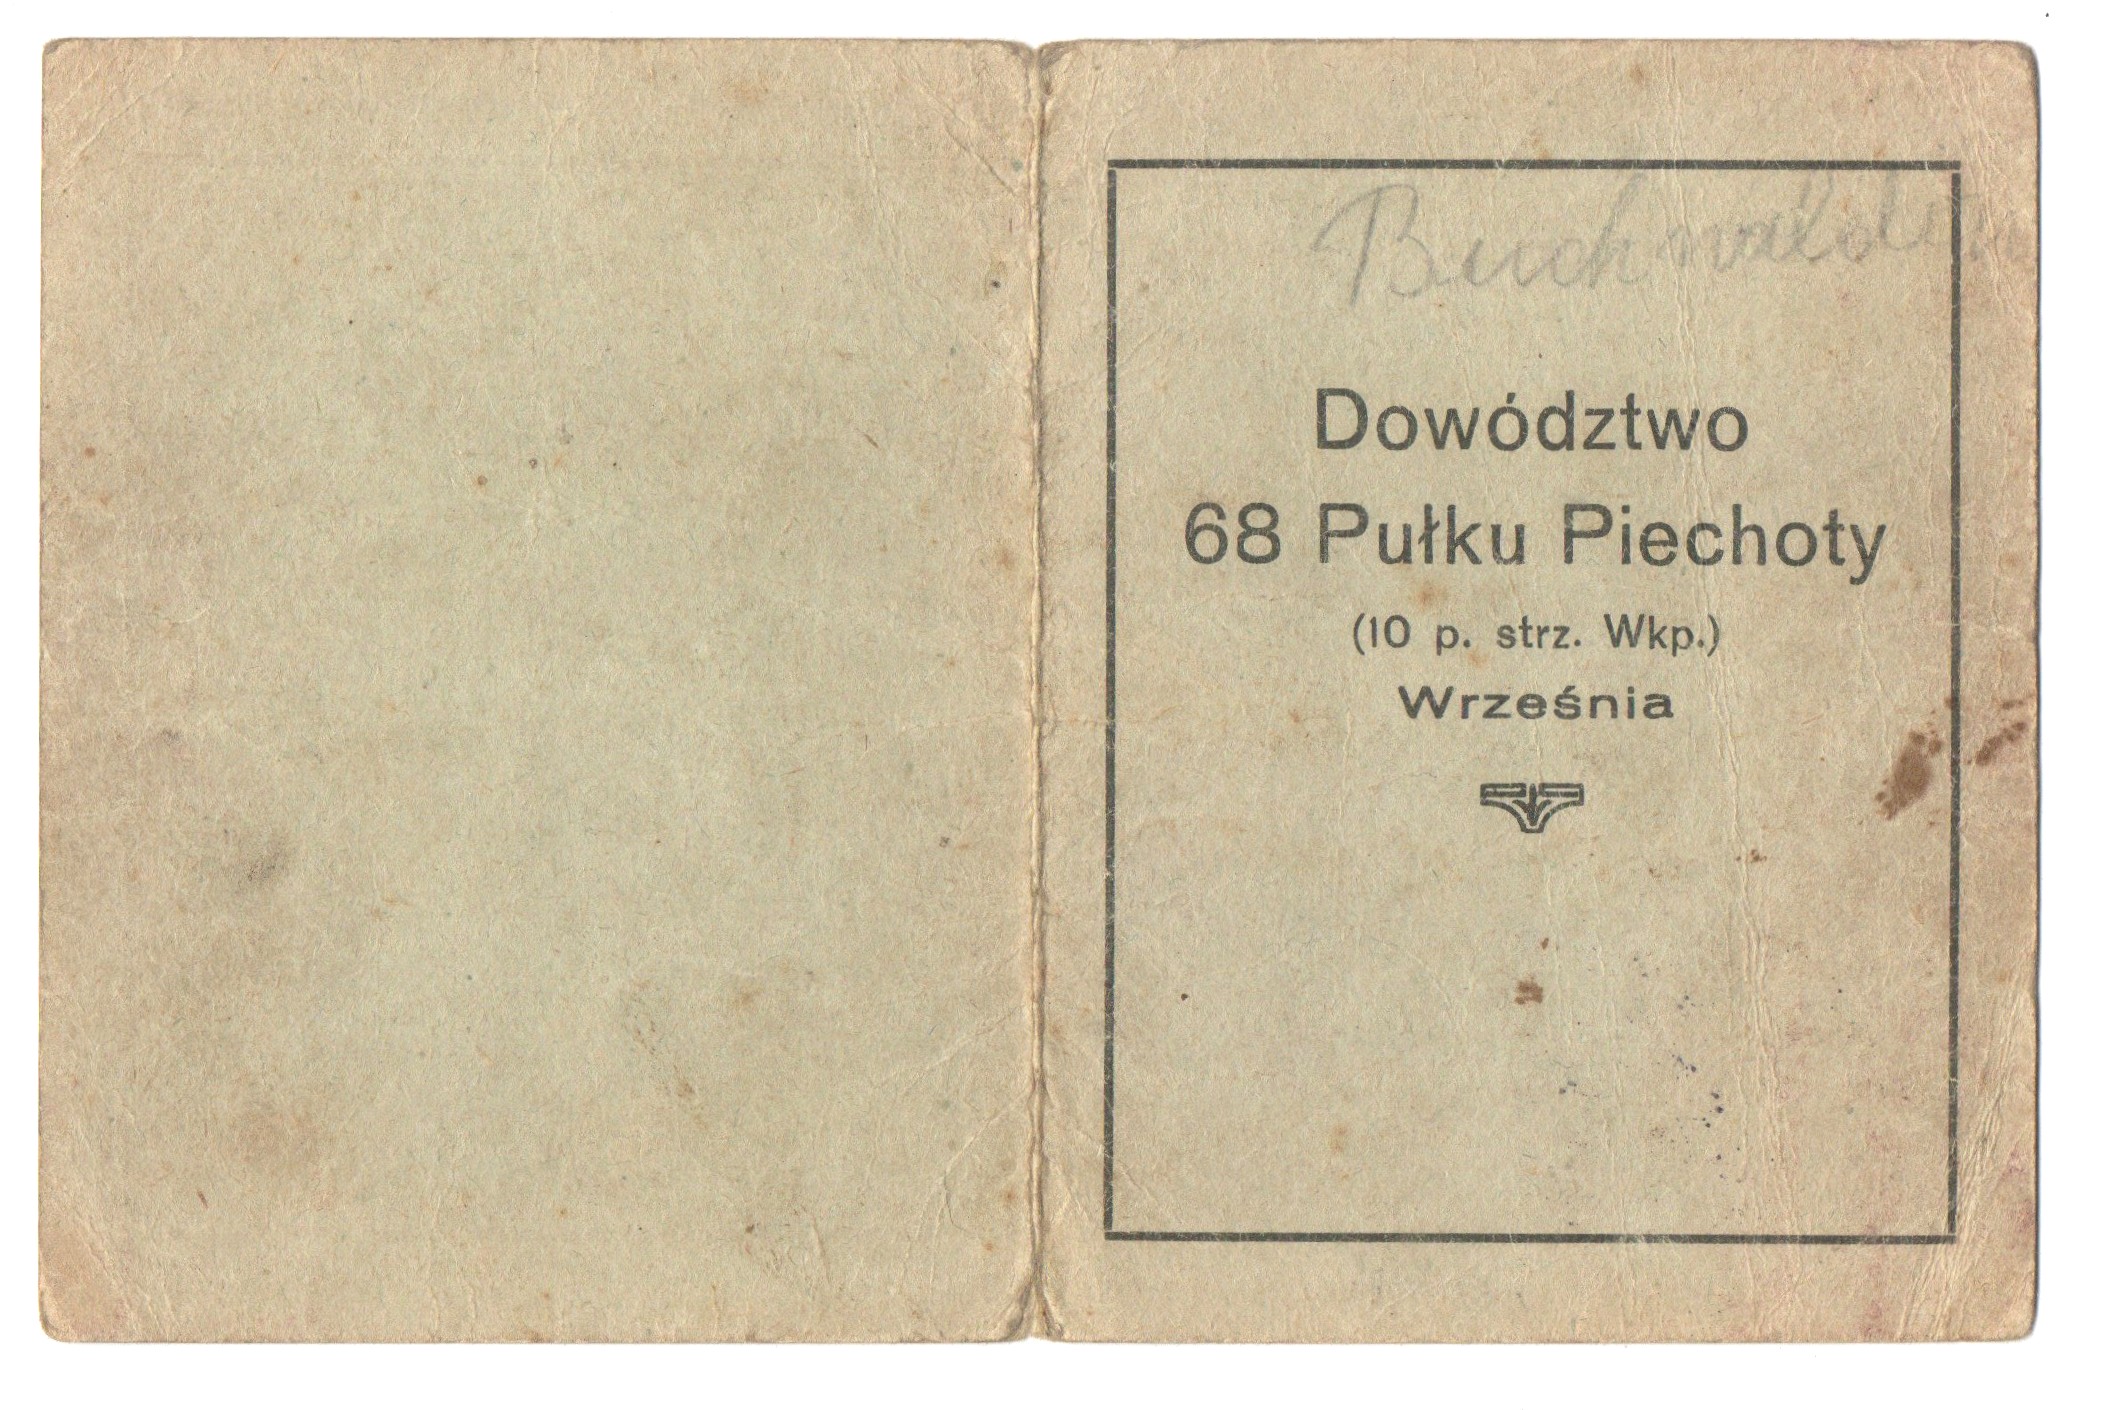 Buchwald
Dowództwo
68 Pułku Piechoty
(10 p. strz. Wkp.)
Września